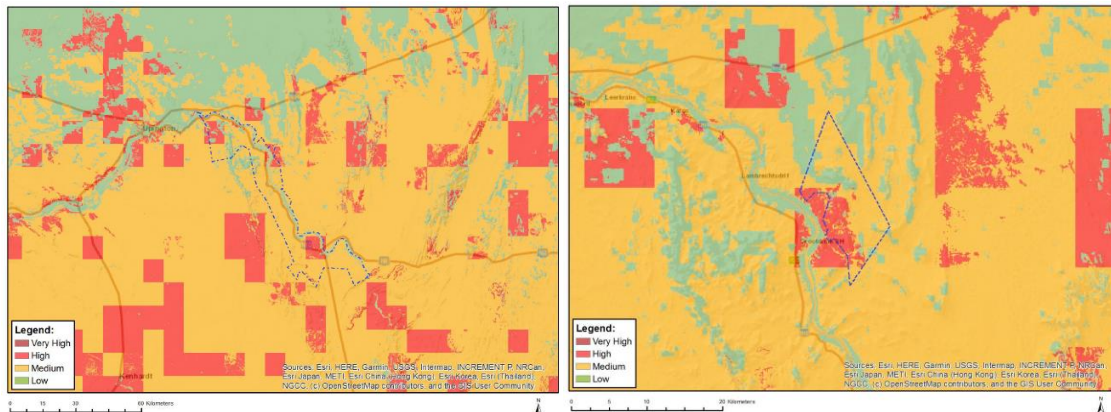 Upington
Kenhardt
Legend:
Very High
High
Medium
Low
Sources: Esri, HERE, Garmin, USGS, Intermap, INCREMENT P, NRCan,
Esri Japan, METI, Esri China (Hong Kong), Esri Korea, Esri (Thailand),
NGCC, (c) OpenStreetMap contributors, and the GIS User Community
0 15 30 60 Kilometers
N
Leerkrans
Lambrechtsdrift
Legend:
Very High
High
Medium
Low
Sources: Esri, HERE, Garmin, USGS, Intermap, INCREMENT P, NRCan,
Esri Japan, METI, Esri China (Hong Kong), Esri Korea, Esri (Thailand),
NGCC, (c) OpenStreetMap contributors, and the GIS User Community
0 5 10 20 Kilometers
N